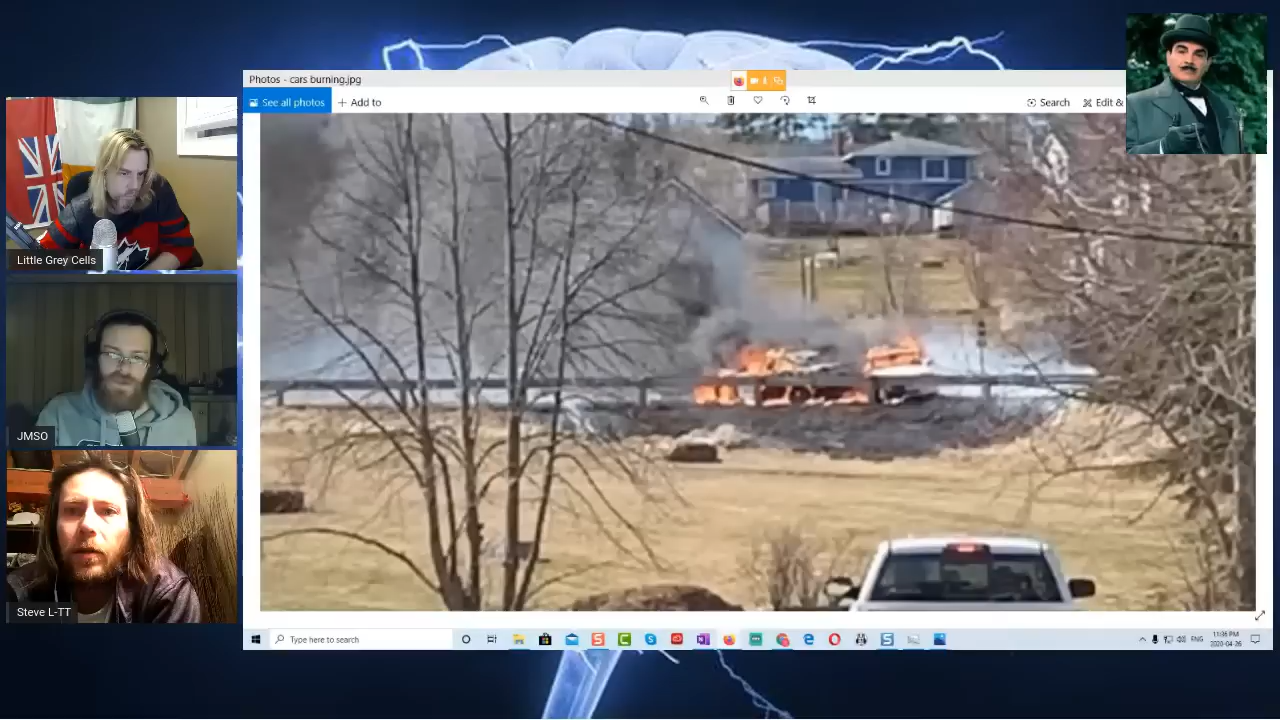 Photos - cars burning.jpg
See all photos
Add to
Search
Edit &
Little Grey Cells
JMSO
Steve L-TT
Type here to search
ENG
11:36 PM
2020-04-26